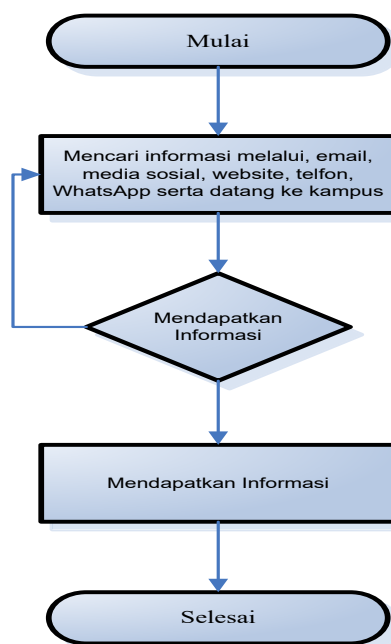 Mulai
Mencari informasi melalui, email,
media sosial, website, telfon,
WhatsApp serta datang ke kampus
Mendapatkan
Informasi
Mendapatkan Informasi
Selesai